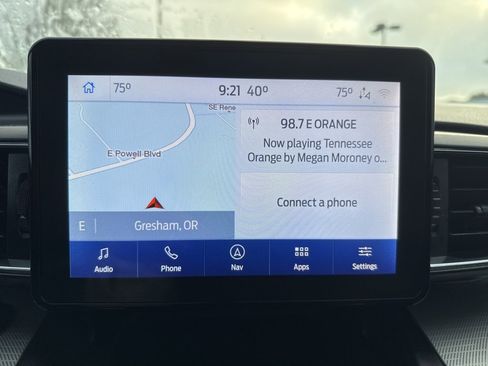 75° 9:21 40° 75°
SE Rene
E Powell Blvd
98.7 E ORANGE
Now playing Tennessee
Orange by Megan Moroney o...
Connect a phone
E Gresham, OR
Audio Phone Nav Apps Settings